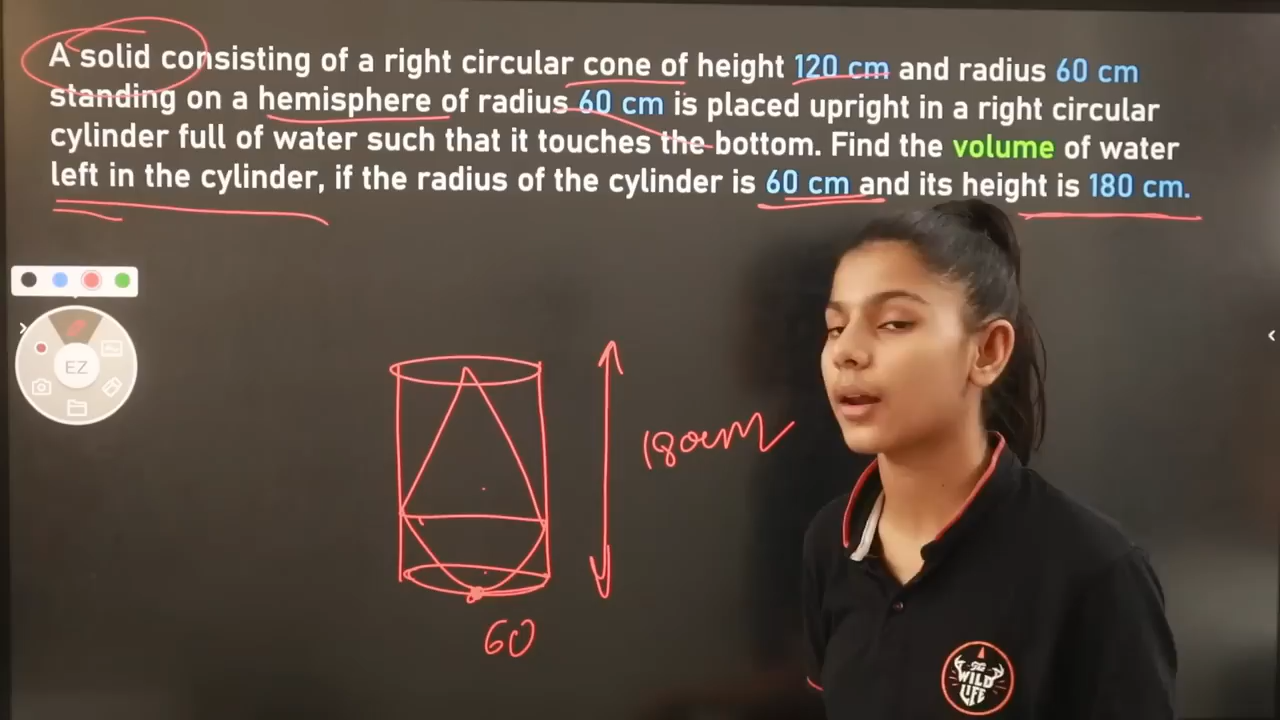 A solid consisting of a right circular cone of height 120 cm and radius 60 cm
standing on a hemisphere of radius 60 cm is placed upright in a right circular
cylinder full of water such that it touches the bottom. Find the volume of water
left in the cylinder, if the radius of the cylinder is 60 cm and its height is 180 cm.
EZ
180cm
60
THE
WILD
LIFE